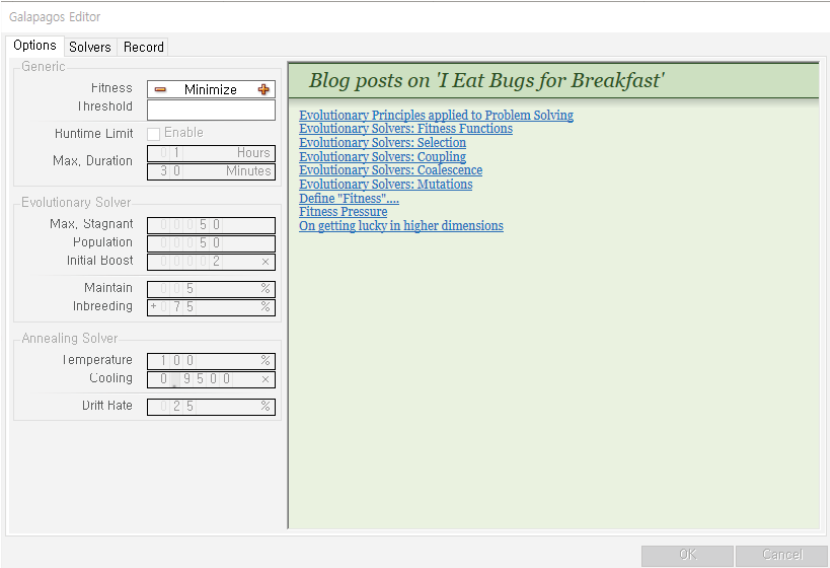 Galapagos Editor
Options Solvers Record
Generic
Fitness Minimize
Threshold
Runtime Limit Enable
Max, Duration 01 Hours
30 Minutes
Evolutionary Solver
Max, Stagnant 00050
Population 00050
Initial Boost 00002 ×
Maintain 005 %
Inbreeding +075 %
Annealing Solver
Temperature 100 %
Cooling 0.9500 ×
Drift Rate 025 %
Blog posts on 'I Eat Bugs for Breakfast'
Evolutionary Principles applied to Problem Solving
Evolutionary Solvers: Fitness Functions
Evolutionary Solvers: Selection
Evolutionary Solvers: Coupling
Evolutionary Solvers: Coalescence
Evolutionary Solvers: Mutations
Define "Fitness"....
Fitness Pressure
On getting lucky in higher dimensions
OK Cancel